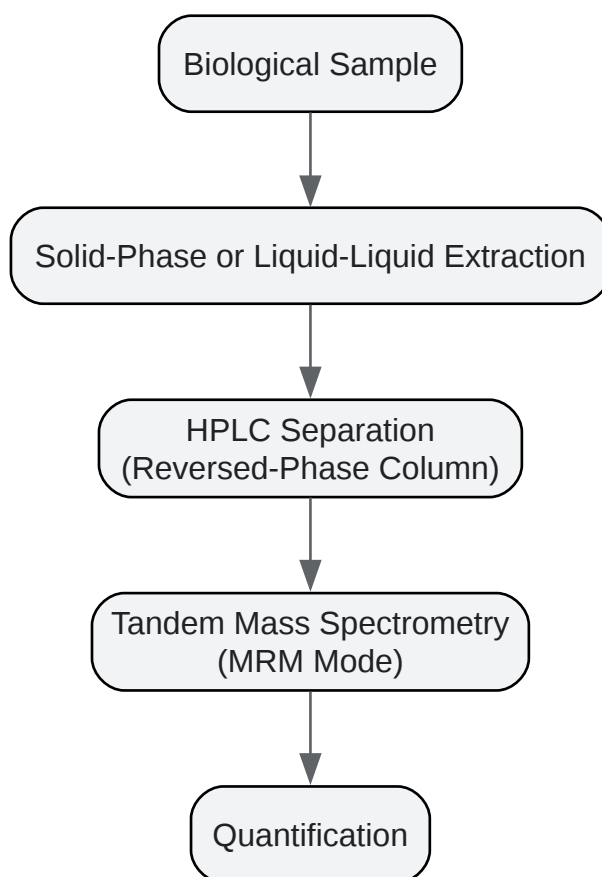 Biological Sample
Solid-Phase or Liquid-Liquid Extraction
HPLC Separation
(Reversed-Phase Column)
Tandem Mass Spectrometry
(MRM Mode)
Quantification